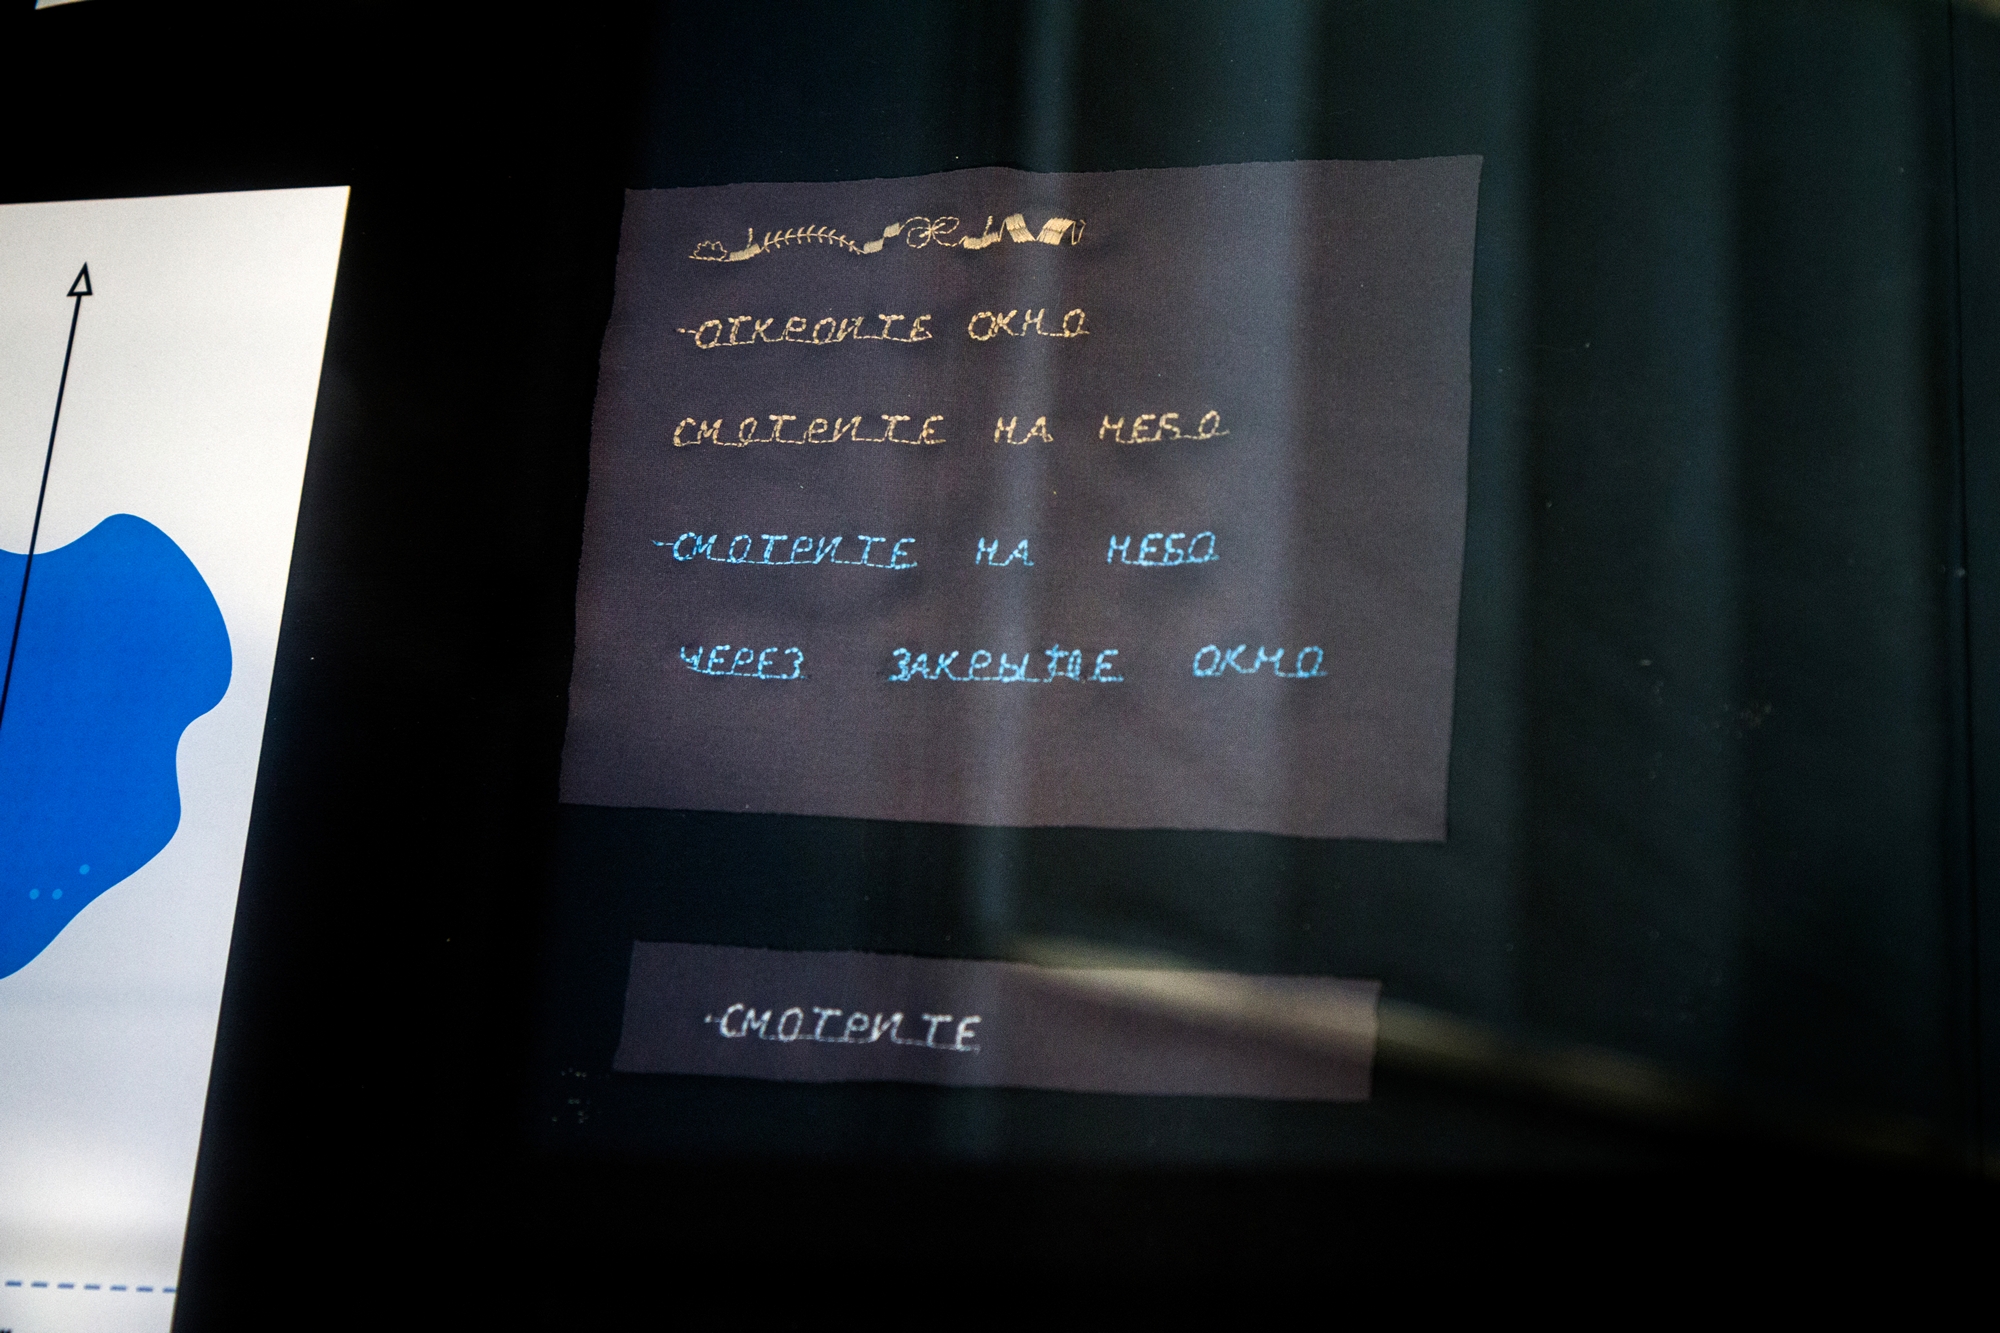 -ОТКРОЙТЕ ОКНО
СМОТРИТЕ НА НЕБО
-СМОТРИТЕ НА НЕБО
ЧЕРЕЗ ЗАКРЫТОЕ ОКНО
-СМОТРИТЕ